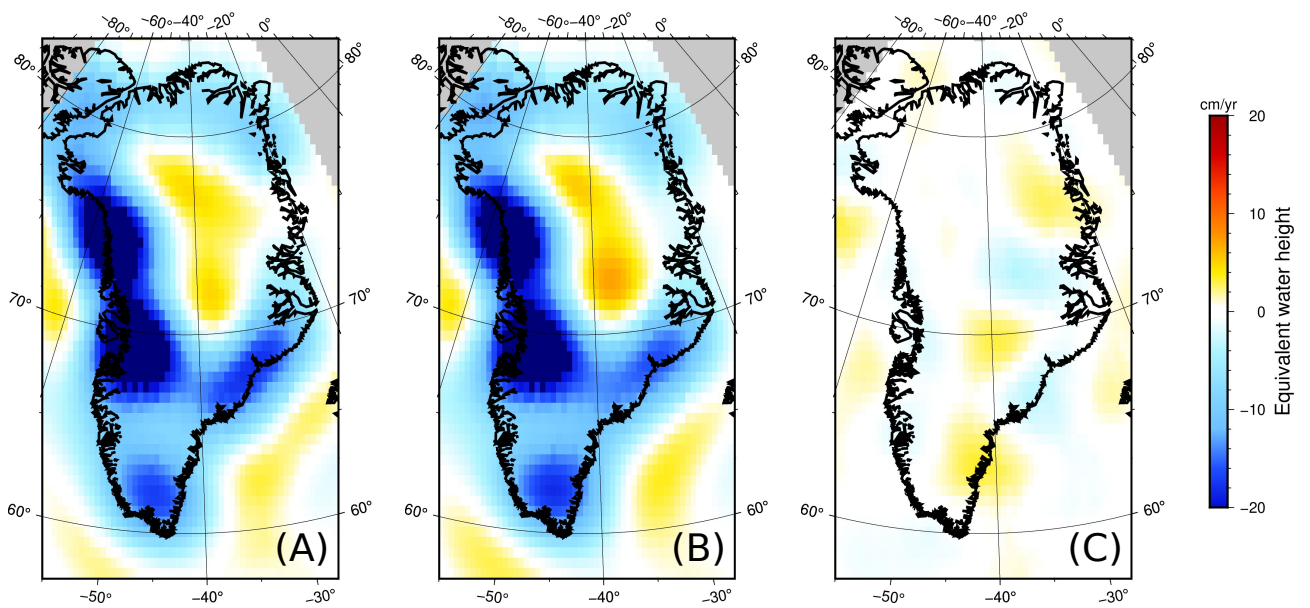 −80° −60° −40° −20° 0° −80° −60° −40° −20° 0° −80° −60° −40° −20° 0°
80° 80° 80° 80° 80° 80°
cm/yr
20
10
0
−10
−20
Equivalent water height
70° 70° 70° 70° 70° 70°
60° 60° 60° 60° 60° 60°
(A) (B) (C)
−50° −40° −30° −50° −40° −30° −50° −40° −30°